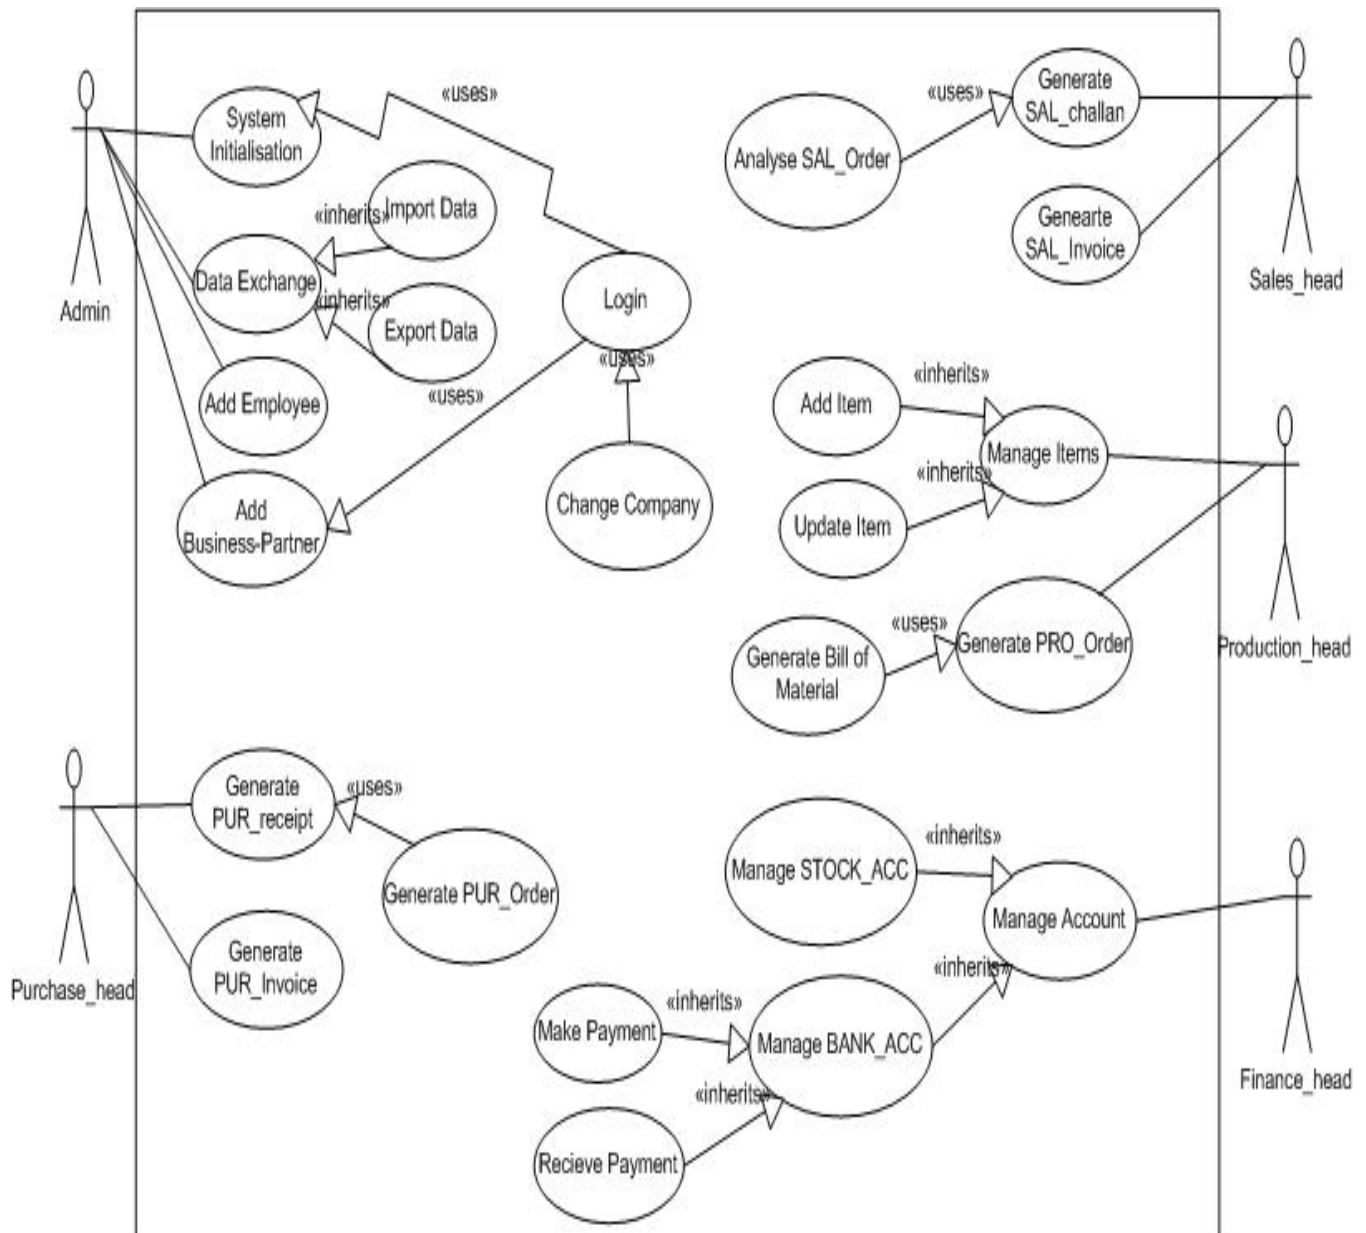 «uses»
System
Initialisation
Import Data
«inherits»
Data Exchange
«inherits»
Export Data
Login
«uses»
Add Employee
«uses»
Change Company
Add
Business-Partner
Admin
«uses»
Generate
SAL_challan
Analyse SAL_Order
Genearte
SAL_Invoice
Sales_head
«inherits»
Add Item
Manage Items
«inherits»
Update Item
«uses»
Generate PRO_Order
Generate Bill of
Material
Production_head
Generate
PUR_receipt
«uses»
Generate PUR_Order
Generate
PUR_Invoice
Purchase_head
«inherits»
Manage STOCK_ACC
Manage Account
«inherits»
«inherits»
Make Payment
Manage BANK_ACC
«inherits»
Recieve Payment
Finance_head